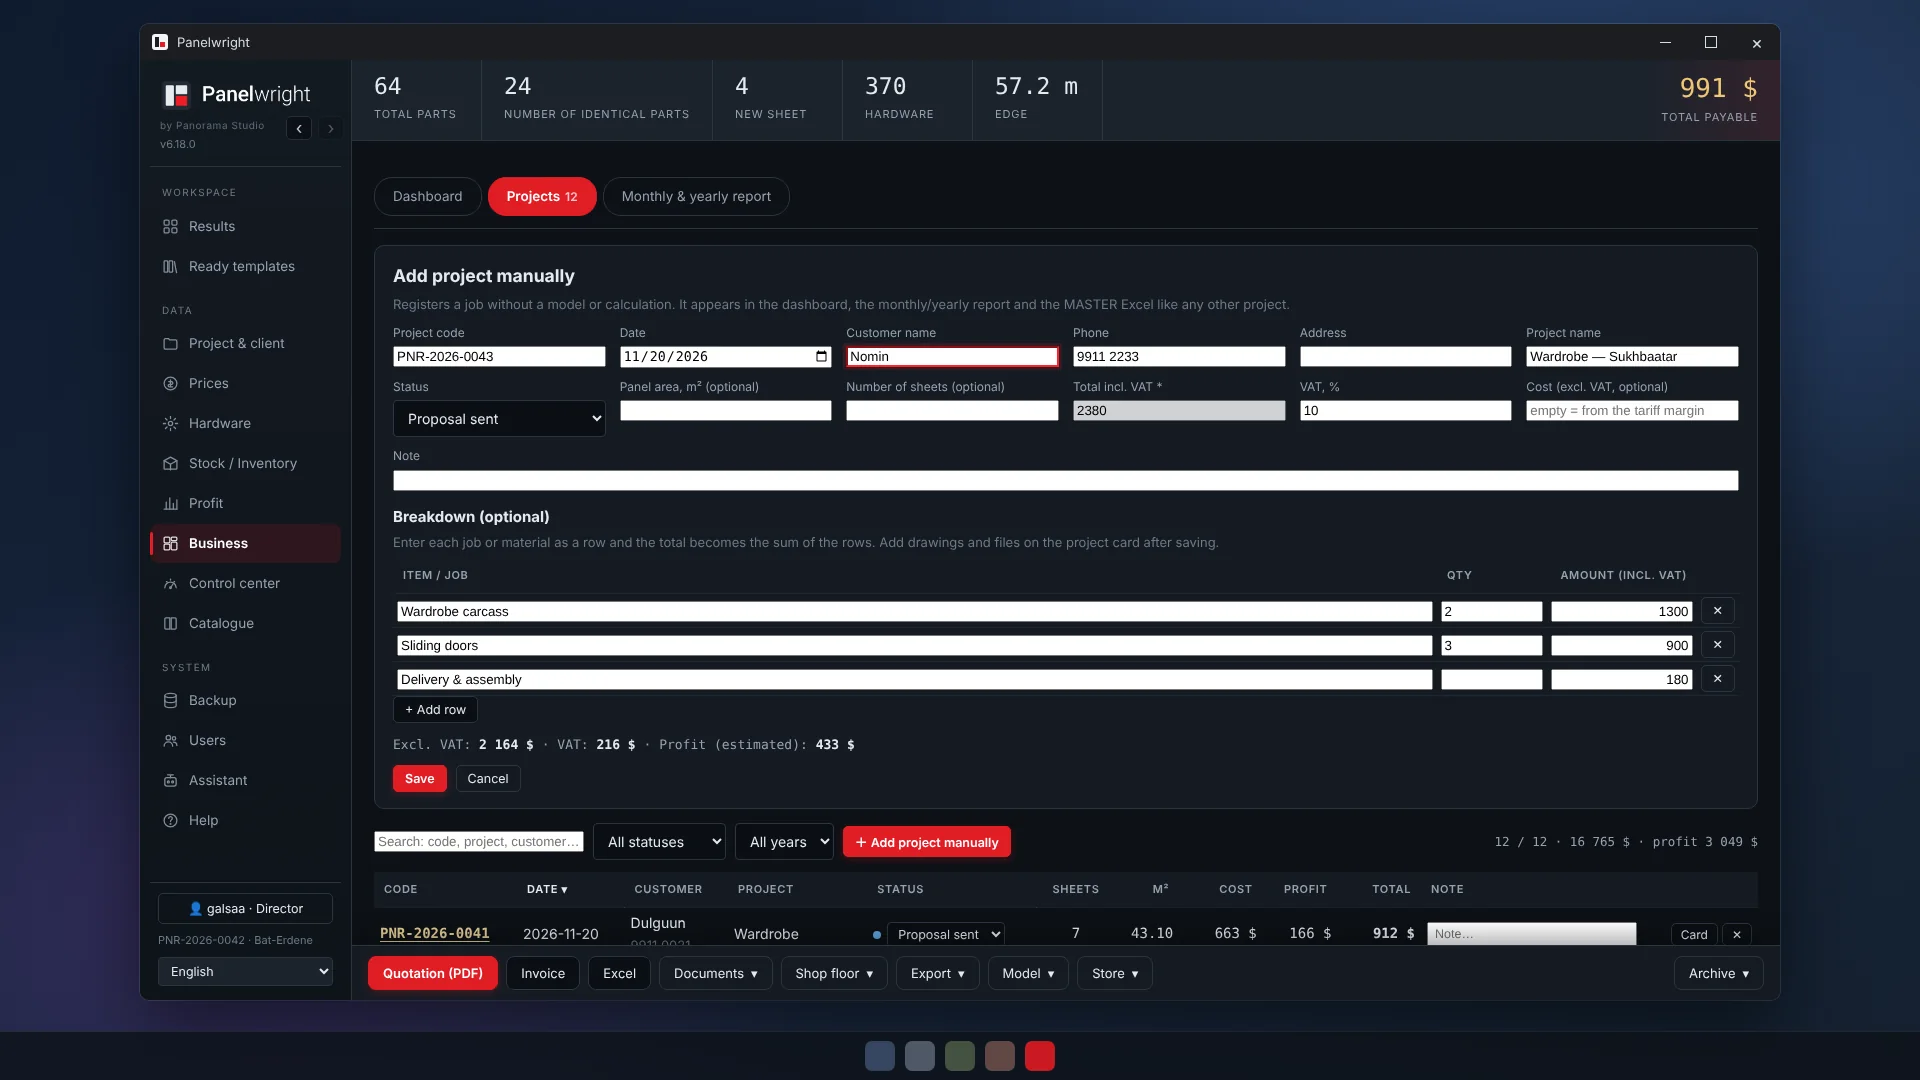 Panelwright
Panelwright
by Panorama Studio
v6.18.0
64
TOTAL PARTS
24
NUMBER OF IDENTICAL PARTS
4
NEW SHEET
370
HARDWARE
57.2 m
EDGE
991 $
TOTAL PAYABLE
WORKSPACE
Results
Ready templates
DATA
Project & client
Prices
Hardware
Stock / Inventory
Profit
Business
Control center
Catalogue
SYSTEM
Backup
Users
Assistant
Help
galsaa · Director
PNR-2026-0042 · Bat-Erdene
English
Dashboard
Projects 12
Monthly & yearly report
Add project manually
Registers a job without a model or calculation. It appears in the dashboard, the monthly/yearly report and the MASTER Excel like any other project.
Project code Date Customer name Phone Address Project name
PNR-2026-0043 11/20/2026 Nomin 9911 2233 Wardrobe — Sukhbaatar
Status Panel area, m² (optional) Number of sheets (optional) Total incl. VAT * VAT, % Cost (excl. VAT, optional)
Proposal sent 2380 10 empty = from the tariff margin
Note
Breakdown (optional)
Enter each job or material as a row and the total becomes the sum of the rows. Add drawings and files on the project card after saving.
ITEM / JOB QTY AMOUNT (INCL. VAT)
Wardrobe carcass 2 1300 ×
Sliding doors 3 900 ×
Delivery & assembly 180 ×
+ Add row
Excl. VAT: 2 164 $ · VAT: 216 $ · Profit (estimated): 433 $
Save Cancel
Search: code, project, customer… All statuses All years + Add project manually 12 / 12 · 16 765 $ · profit 3 049 $
CODE DATE ▾ CUSTOMER PROJECT STATUS SHEETS M² COST PROFIT TOTAL NOTE
PNR-2026-0041 2026-11-20 Dulguun Wardrobe Proposal sent 7 43.10 663 $ 166 $ 912 $ Note… Card ×
Quotation (PDF) Invoice Excel Documents ▾ Shop floor ▾ Export ▾ Model ▾ Store ▾ Archive ▾